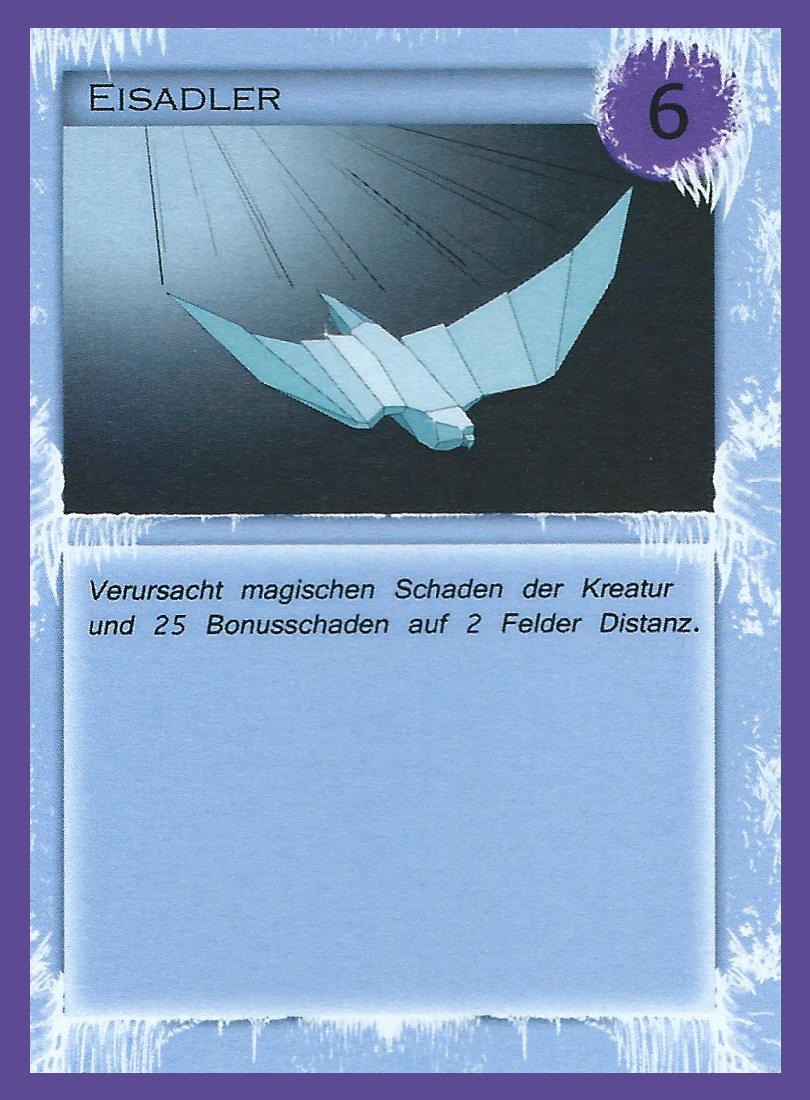 EISADLER
6
Verursacht magischen Schaden der Kreatur
und 25 Bonusschaden auf 2 Felder Distanz.